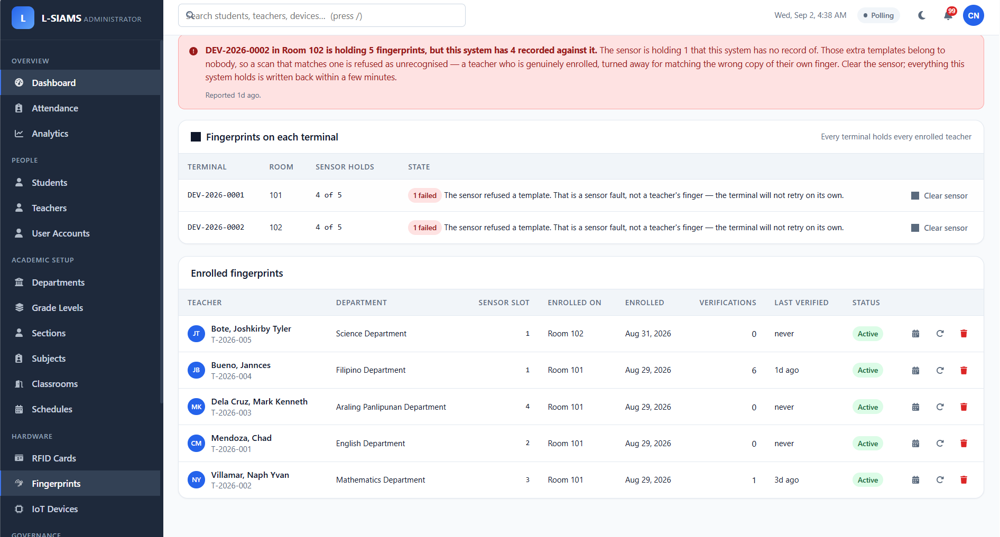 L
L-SIAMS ADMINISTRATOR
Search students, teachers, devices... (press /)
Wed, Sep 2, 4:38 AM
Polling
99
CN
OVERVIEW
Dashboard
Attendance
Analytics
PEOPLE
Students
Teachers
User Accounts
ACADEMIC SETUP
Departments
Grade Levels
Sections
Subjects
Classrooms
Schedules
HARDWARE
RFID Cards
Fingerprints
IoT Devices
GOVERNANCE
DEV-2026-0002 in Room 102 is holding 5 fingerprints, but this system has 4 recorded against it. The sensor is holding 1 that this system has no record of. Those extra templates belong to
nobody, so a scan that matches one is refused as unrecognised — a teacher who is genuinely enrolled, turned away for matching the wrong copy of their own finger. Clear the sensor; everything this
system holds is written back within a few minutes.
Reported 1d ago.
Fingerprints on each terminal
Every terminal holds every enrolled teacher
TERMINAL ROOM SENSOR HOLDS STATE
DEV-2026-0001 101 4 of 5 1 failed The sensor refused a template. That is a sensor fault, not a teacher's finger — the terminal will not retry on its own. Clear sensor
DEV-2026-0002 102 4 of 5 1 failed The sensor refused a template. That is a sensor fault, not a teacher's finger — the terminal will not retry on its own. Clear sensor
Enrolled fingerprints
TEACHER DEPARTMENT SENSOR SLOT ENROLLED ON ENROLLED VERIFICATIONS LAST VERIFIED STATUS
JT Bote, Joshkirby Tyler Science Department 1 Room 102 Aug 31, 2026 0 never Active
T-2026-005
JB Bueno, Jannces Filipino Department 1 Room 101 Aug 29, 2026 6 1d ago Active
T-2026-004
MK Dela Cruz, Mark Kenneth Araling Panlipunan Department 4 Room 101 Aug 29, 2026 0 never Active
T-2026-003
CM Mendoza, Chad English Department 2 Room 101 Aug 29, 2026 0 never Active
T-2026-001
NY Villamar, Naph Yvan Mathematics Department 3 Room 101 Aug 29, 2026 1 3d ago Active
T-2026-002